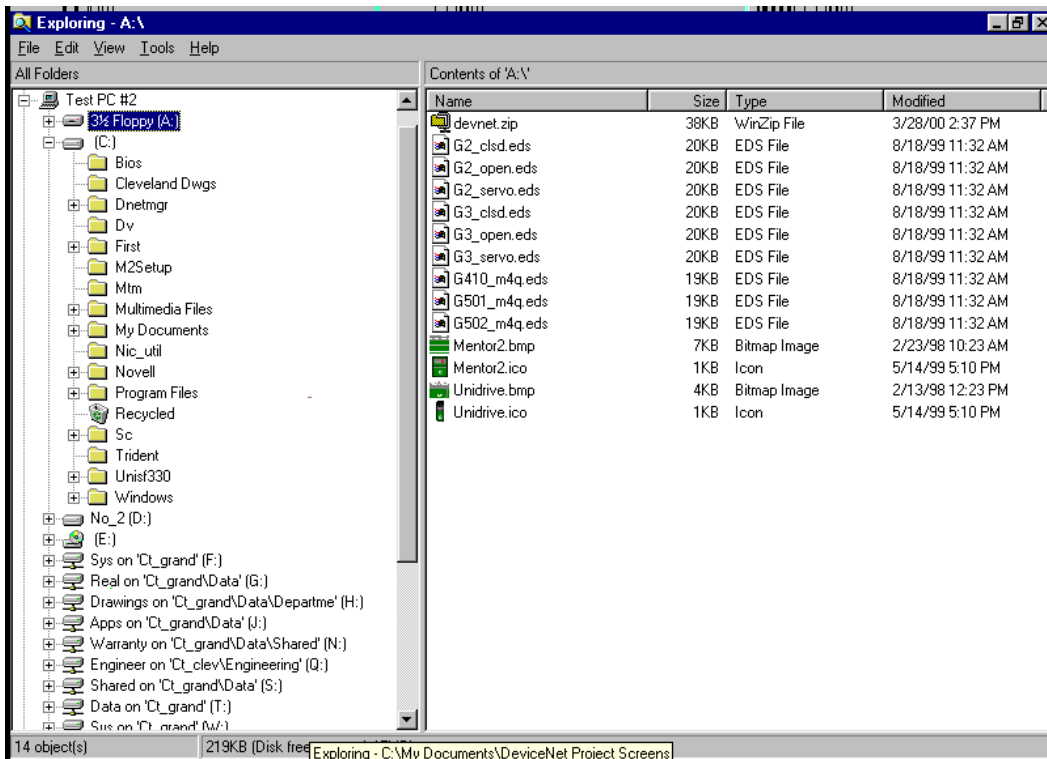 Exploring - A:\
File Edit View Tools Help
All Folders
Contents of 'A:\'
Test PC #2
3½ Floppy (A:)
(C:)
Bios
Cleveland Dwgs
Dnetmgr
Dv
First
M2Setup
Mtm
Multimedia Files
My Documents
Nic_util
Novell
Program Files
Recycled
Sc
Trident
Unisf330
Windows
No_2 (D:)
(E:)
Sys on 'Ct_grand' (F:)
Real on 'Ct_grand\Data' (G:)
Drawings on 'Ct_grand\Data\Departme' (H:)
Apps on 'Ct_grand\Data' (J:)
Warranty on 'Ct_grand\Data\Shared' (N:)
Engineer on 'Ct_clev\Engineering' (Q:)
Shared on 'Ct_grand\Data' (S:)
Data on 'Ct_grand' (T:)
Sys on 'Ct_grand' (W:)
Name Size Type Modified
devnet.zip 38KB WinZip File 3/28/00 2:37 PM
G2_clsd.eds 20KB EDS File 8/18/99 11:32 AM
G2_open.eds 20KB EDS File 8/18/99 11:32 AM
G2_servo.eds 20KB EDS File 8/18/99 11:32 AM
G3_clsd.eds 20KB EDS File 8/18/99 11:32 AM
G3_open.eds 20KB EDS File 8/18/99 11:32 AM
G3_servo.eds 20KB EDS File 8/18/99 11:32 AM
G410_m4q.eds 19KB EDS File 8/18/99 11:32 AM
G501_m4q.eds 19KB EDS File 8/18/99 11:32 AM
G502_m4q.eds 19KB EDS File 8/18/99 11:32 AM
Mentor2.bmp 7KB Bitmap Image 2/23/98 10:23 AM
Mentor2.ico 1KB Icon 5/14/99 5:10 PM
Unidrive.bmp 4KB Bitmap Image 2/13/98 12:23 PM
Unidrive.ico 1KB Icon 5/14/99 5:10 PM
14 object(s)
219KB (Disk free
Exploring - C:\My Documents\DeviceNet Project Screens